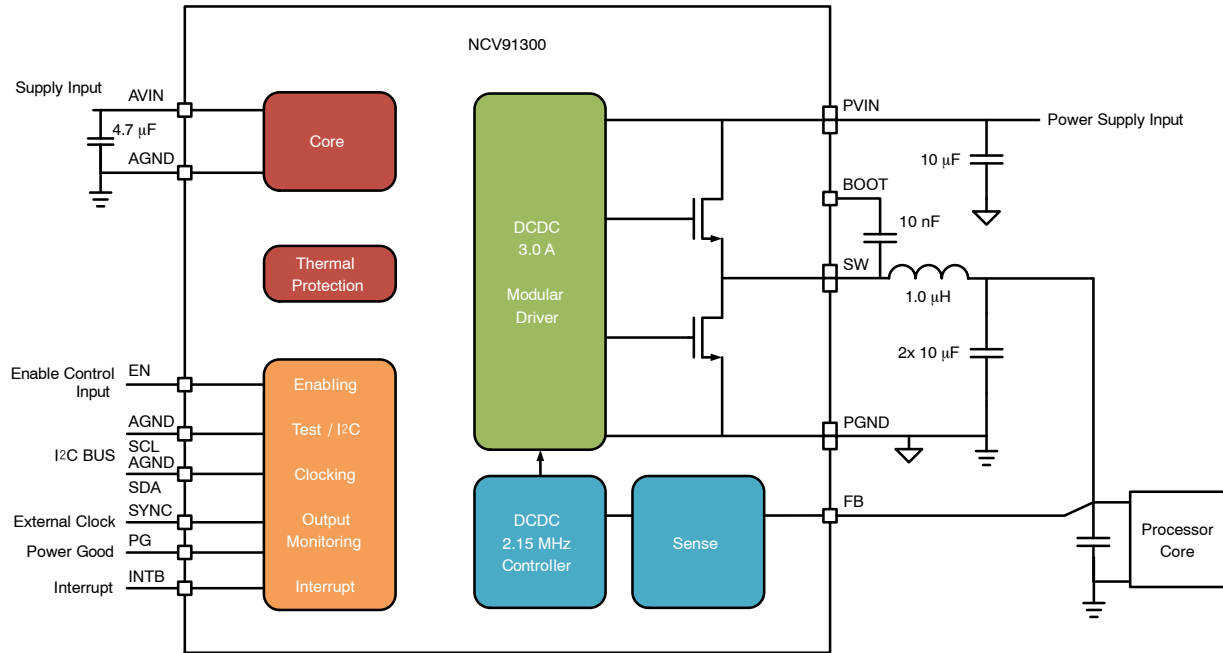 NCV91300
Supply Input
AVIN
4.7 μF
AGND
Core
Thermal
Protection
Enable Control
Input
EN
AGND
I²C BUS
SCL
AGND
SDA
External Clock
SYNC
Power Good
PG
Interrupt
INTB
Enabling
Test / I²C
Clocking
Output
Monitoring
Interrupt
DCDC
3.0 A
Modular
Driver
DCDC
2.15 MHz
Controller
Sense
PVIN
Power Supply Input
10 μF
BOOT
10 nF
SW
1.0 μH
2x 10 μF
PGND
FB
Processor
Core